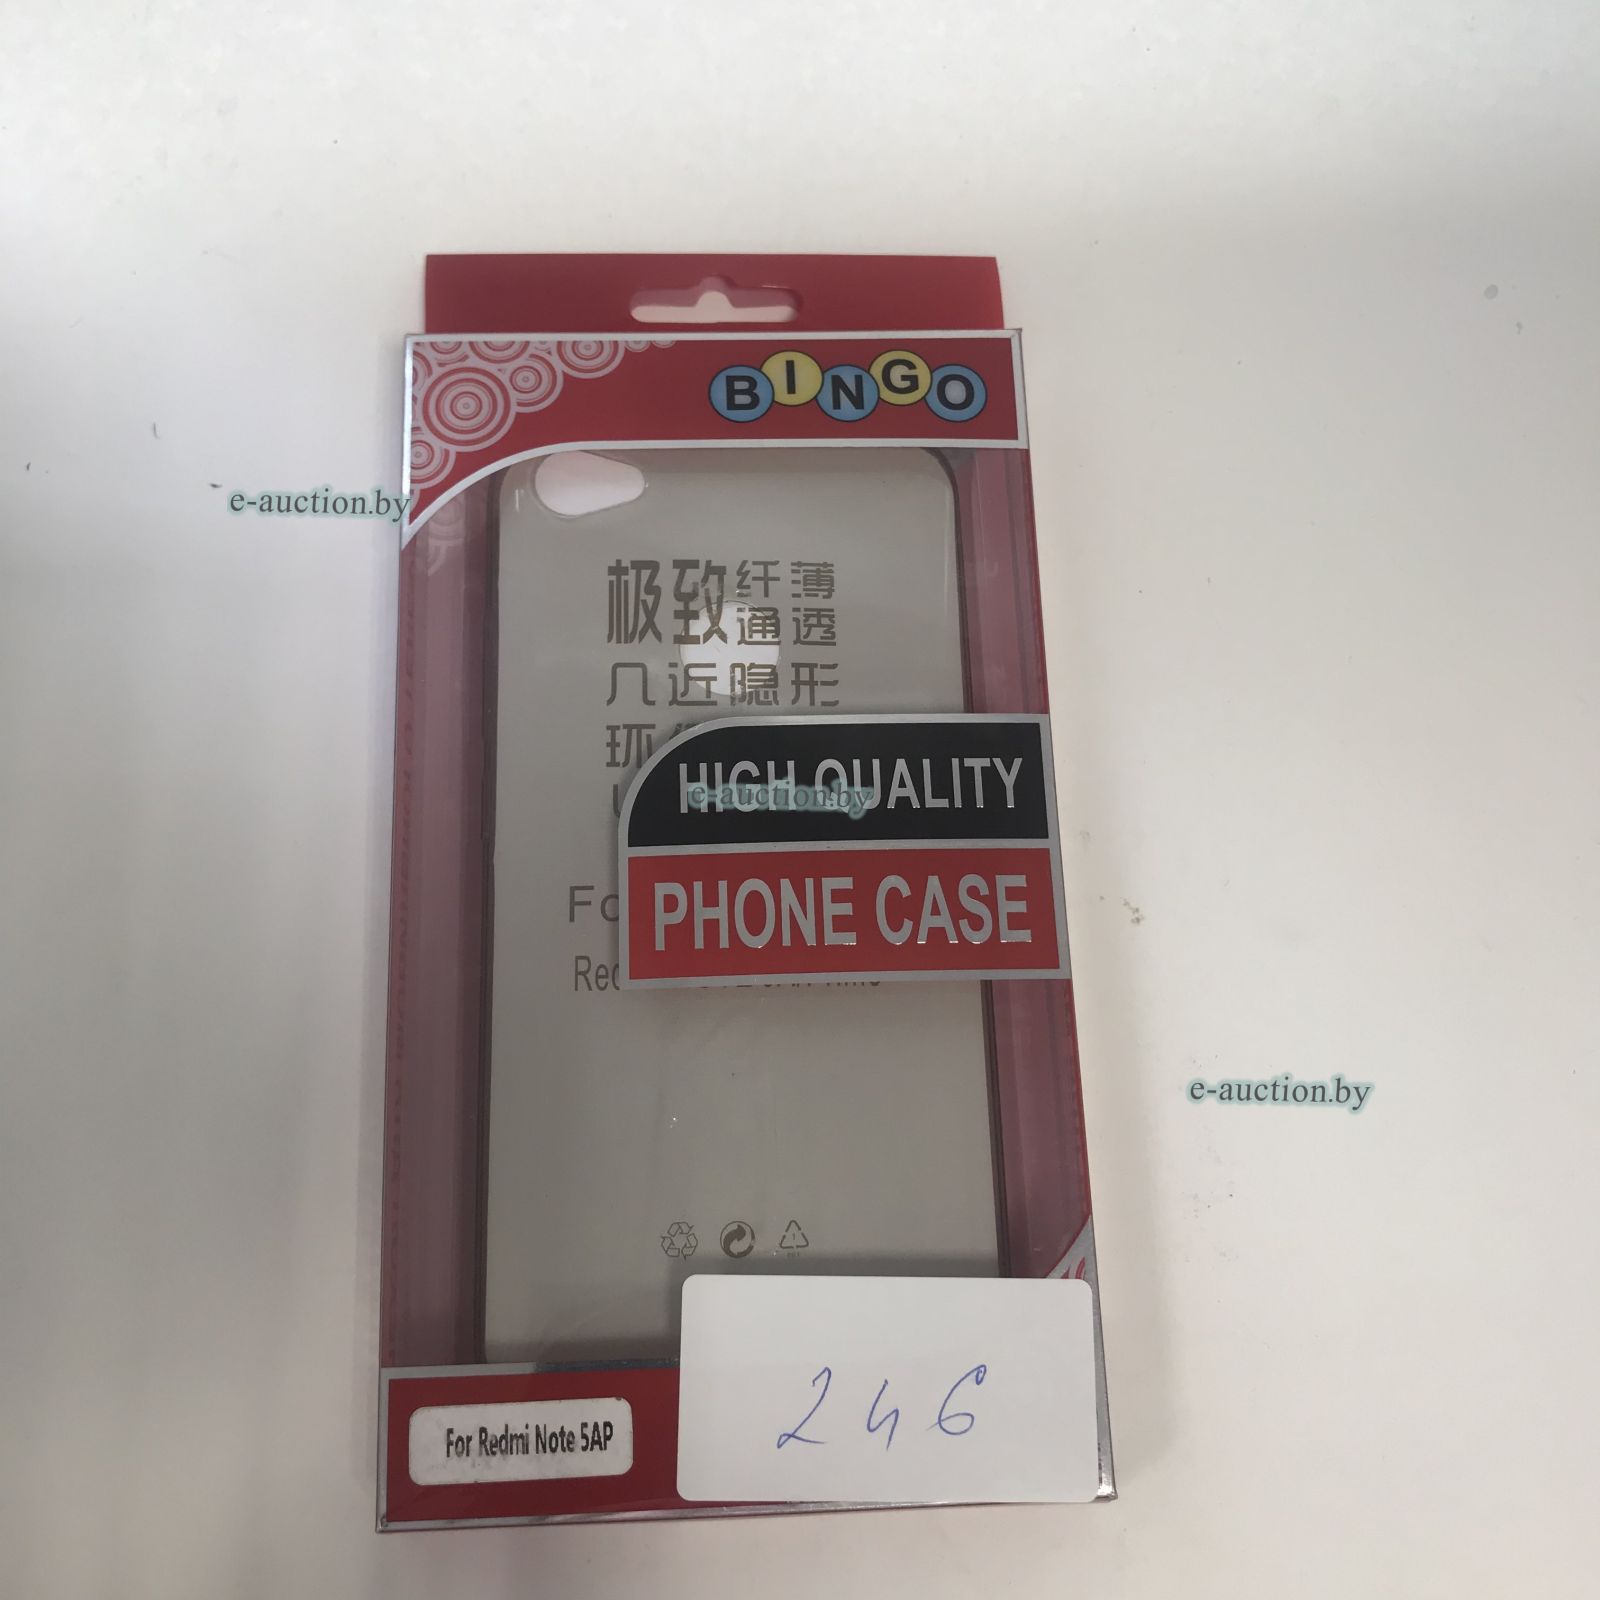 BINGO
e-auction.by
极致纤薄
通透
几近隐形
环
HIGH QUALITY
e-auction.by
PHONE CASE
e-auction.by
For Redmi Note 5AP
246